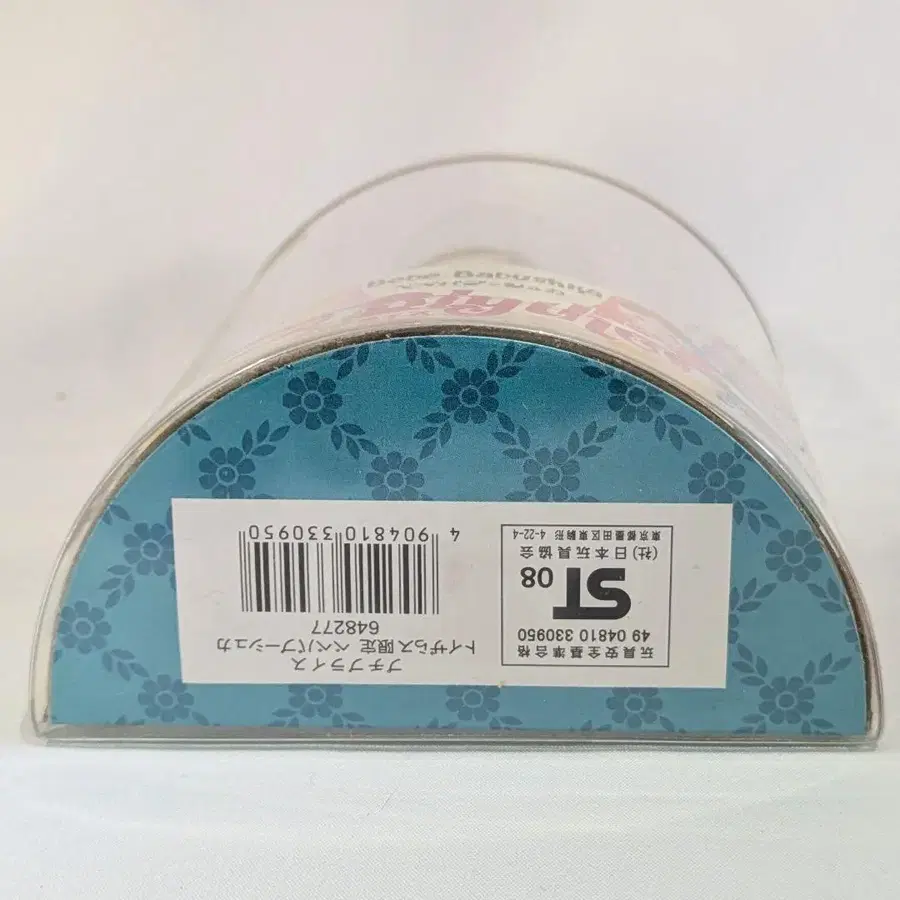 プチブライス
トイザらス限定 ベベバブーシュカ
648277
4 904810 330950
玩具安全基準合格
49 04810 330950
ST 08
(社)日本玩具協会
東京都墨田区東駒形 4-22-4
Bebe Babushka